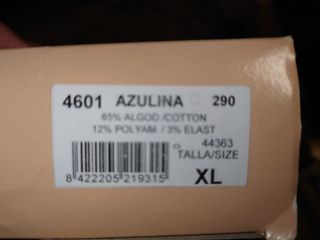 4601 AZULINA C 290
85% ALGOD./COTTON
12% POLYAM. / 3% ELAST
44363
TALLA/SIZE
XL
8 422205 219315